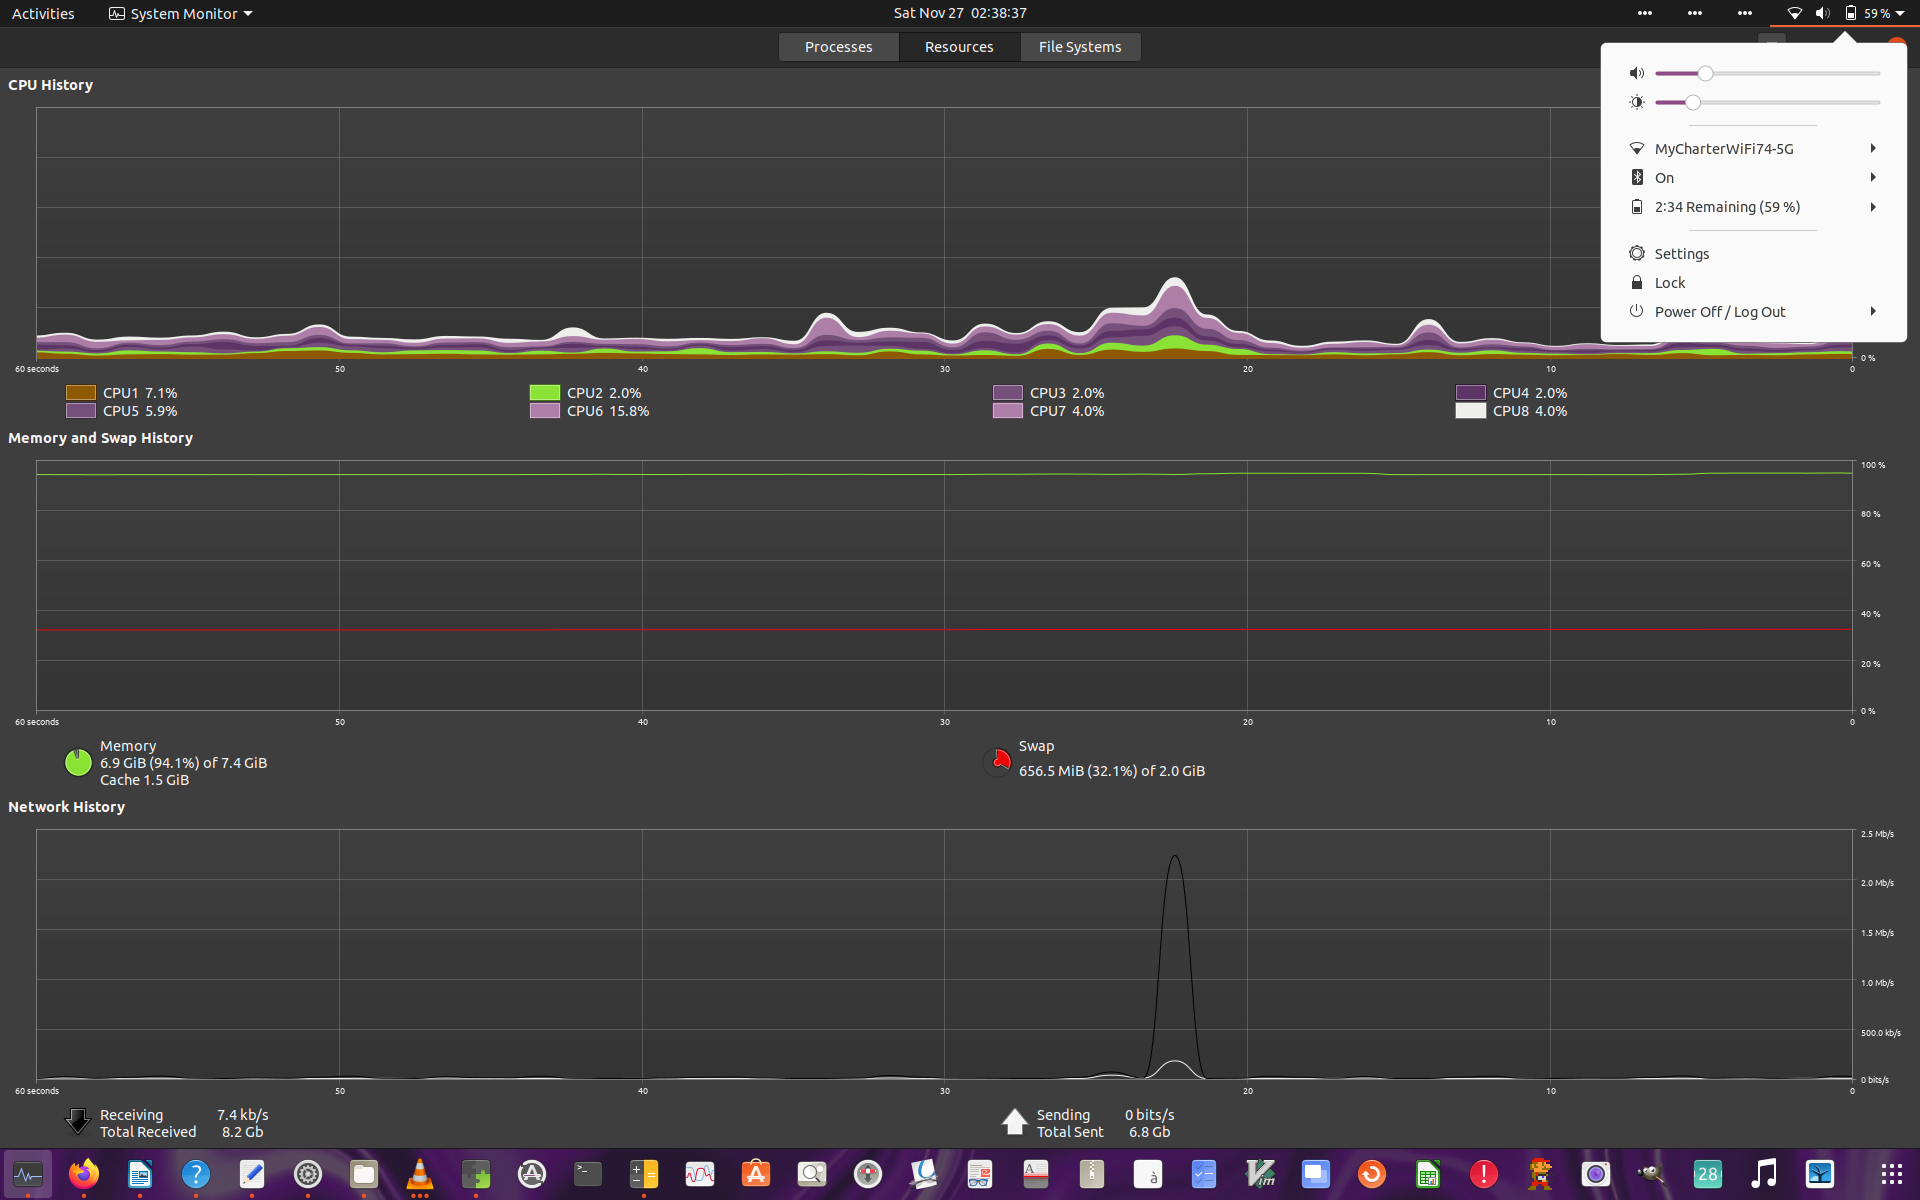 Activities System Monitor Sat Nov 27 02:38:37 59 %
Processes Resources File Systems
CPU History
MyCharterWiFi74-5G
On
2:34 Remaining (59 %)
Settings
Lock
Power Off / Log Out
0 %
60 seconds 50 40 30 20 10 0
CPU1 7.1% CPU2 2.0% CPU3 2.0% CPU4 2.0%
CPU5 5.9% CPU6 15.8% CPU7 4.0% CPU8 4.0%
Memory and Swap History
100 %
80 %
60 %
40 %
20 %
0 %
60 seconds 50 40 30 20 10 0
Memory
6.9 GiB (94.1%) of 7.4 GiB
Cache 1.5 GiB
Swap
656.5 MiB (32.1%) of 2.0 GiB
Network History
2.5 Mb/s
2.0 Mb/s
1.5 Mb/s
1.0 Mb/s
500.0 kb/s
0 bits/s
60 seconds 50 40 30 20 10 0
Receiving 7.4 kb/s
Total Received 8.2 Gb
Sending 0 bits/s
Total Sent 6.8 Gb
28